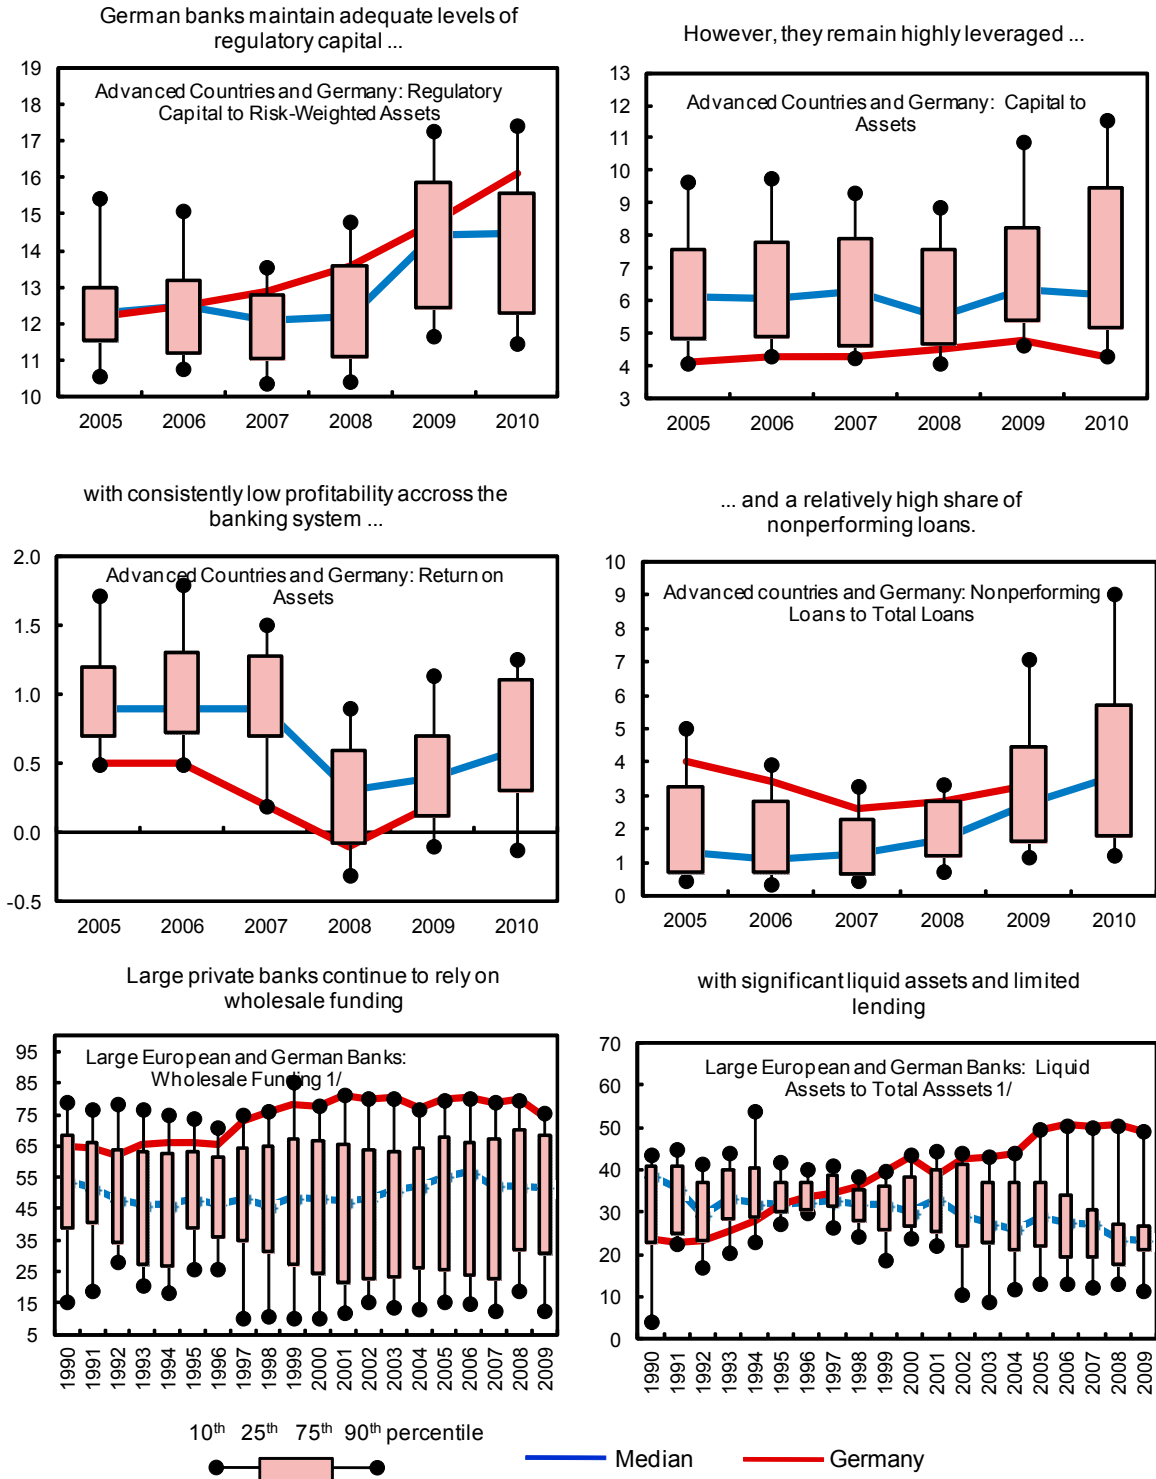 German banks maintain adequate levels of
regulatory capital ...
19
18
17
16
15
14
13
12
11
10
Advanced Countries and Germany: Regulatory
Capital to Risk-Weighted Assets
2005 2006 2007 2008 2009 2010
However, they remain highly leveraged ...
13
12
11
10
9
8
7
6
5
4
3
Advanced Countries and Germany: Capital to
Assets
2005 2006 2007 2008 2009 2010
with consistently low profitability accross the
banking system ...
2.0
1.5
1.0
0.5
0.0
-0.5
Advanced Countries and Germany: Return on
Assets
2005 2006 2007 2008 2009 2010
... and a relatively high share of
nonperforming loans.
10
9
8
7
6
5
4
3
2
1
0
Advanced countries and Germany: Nonperforming
Loans to Total Loans
2005 2006 2007 2008 2009 2010
Large private banks continue to rely on
wholesale funding
95
85
75
65
55
45
35
25
15
5
Large European and German Banks:
Wholesale Funding 1/
1990 1991 1992 1993 1994 1995 1996 1997 1998 1999 2000 2001 2002 2003 2004 2005 2006 2007 2008 2009
with significant liquid assets and limited
lending
70
60
50
40
30
20
10
0
Large European and German Banks: Liquid
Assets to Total Asssets 1/
1990 1991 1992 1993 1994 1995 1996 1997 1998 1999 2000 2001 2002 2003 2004 2005 2006 2007 2008 2009
10th 25th 75th 90th percentile
Median
Germany